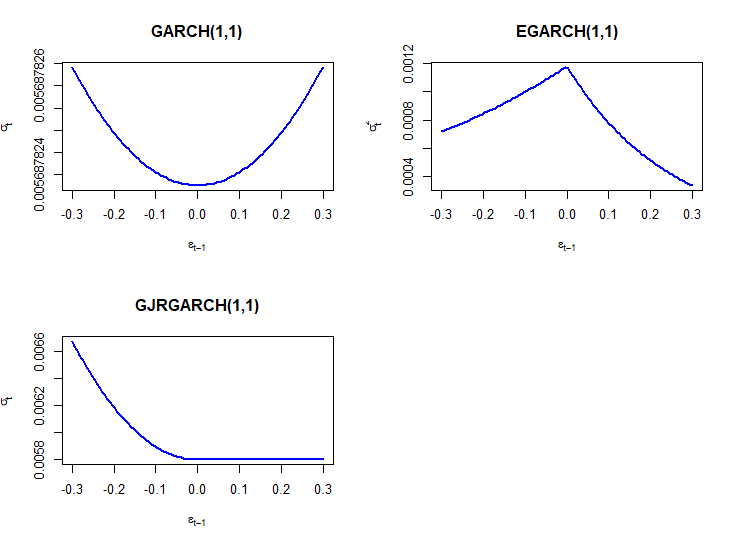 GARCH(1,1)
0.005687824 0.005687826
σt
-0.3 -0.2 -0.1 0.0 0.1 0.2 0.3
εt−1
EGARCH(1,1)
0.0004 0.0008 0.0012
-0.3 -0.2 -0.1 0.0 0.1 0.2 0.3
εt−1
GJRGARCH(1,1)
0.0058 0.0062 0.0066
σt
-0.3 -0.2 -0.1 0.0 0.1 0.2 0.3
εt−1